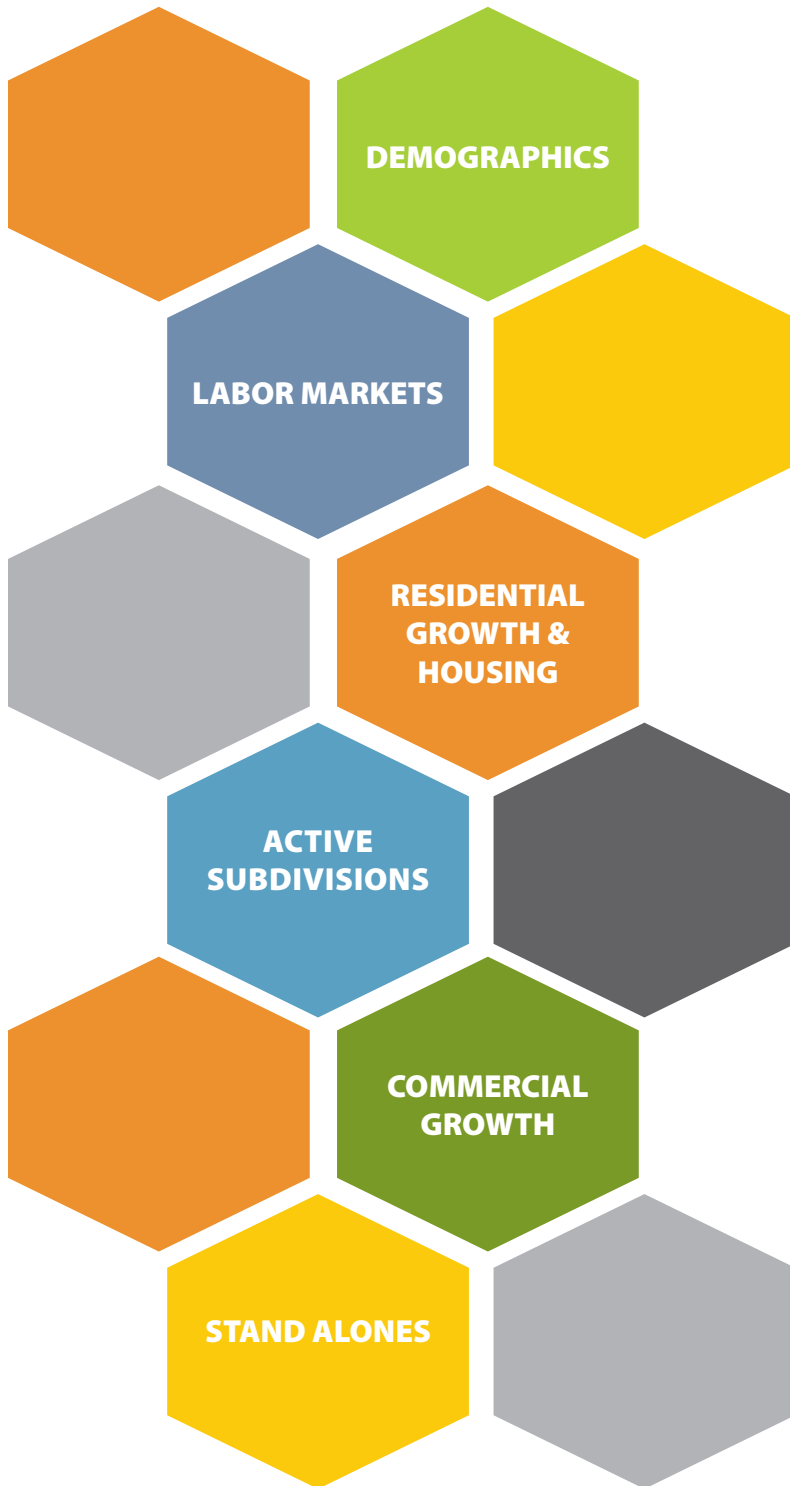 DEMOGRAPHICS
LABOR MARKETS
RESIDENTIAL
GROWTH &
HOUSING
ACTIVE
SUBDIVISIONS
COMMERCIAL
GROWTH
STAND ALONES